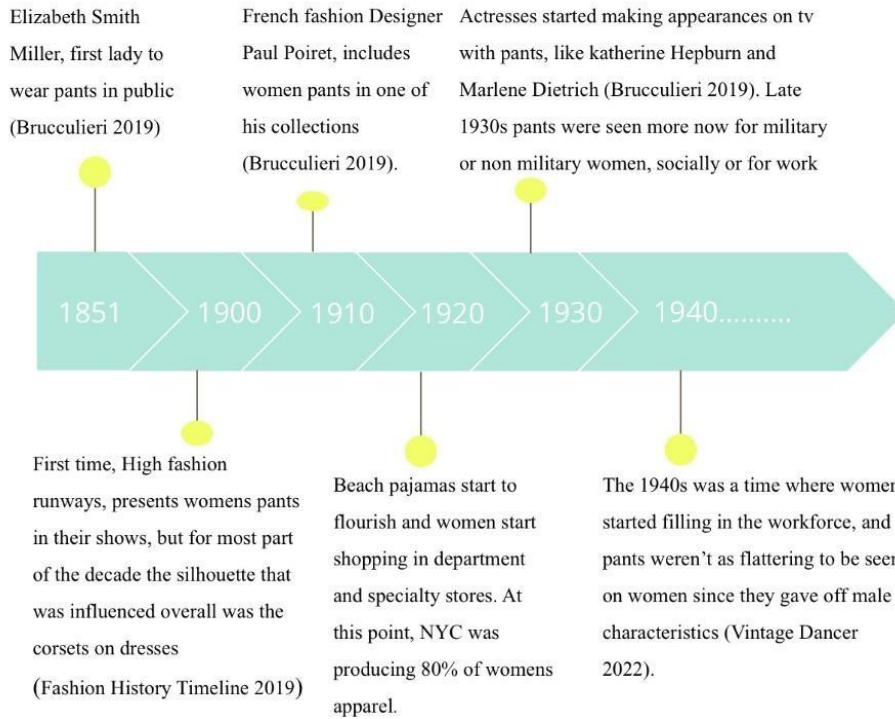 Elizabeth Smith
Miller, first lady to
wear pants in public
(Brucculieri 2019)
French fashion Designer
Paul Poiret, includes
women pants in one of
his collections
(Brucculieri 2019).
Actresses started making appearances on tv
with pants, like katherine Hepburn and
Marlene Dietrich (Brucculieri 2019). Late
1930s pants were seen more now for military
or non military women, socially or for work
1851
1900
1910
1920
1930
1940..........
First time, High fashion
runways, presents womens pants
in their shows, but for most part
of the decade the silhouette that
was influenced overall was the
corsets on dresses
(Fashion History Timeline 2019)
Beach pajamas start to
flourish and women start
shopping in department
and specialty stores. At
this point, NYC was
producing 80% of womens
apparel.
The 1940s was a time where women
started filling in the workforce, and
pants weren’t as flattering to be seen
on women since they gave off male
characteristics (Vintage Dancer
2022).